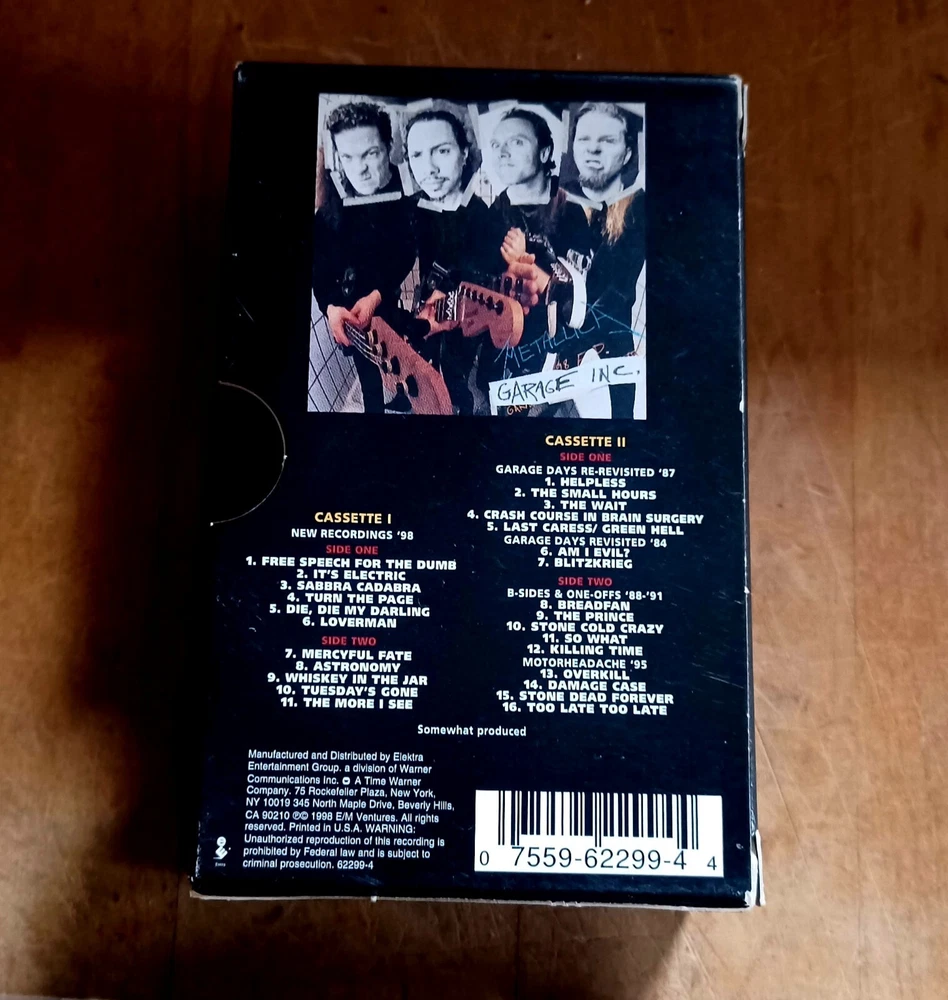 METALLICA
'98 E.P.
GARAGE INC.
CASSETTE I
NEW RECORDINGS '98
SIDE ONE
1. FREE SPEECH FOR THE DUMB
2. IT'S ELECTRIC
3. SABBRA CADABRA
4. TURN THE PAGE
5. DIE, DIE MY DARLING
6. LOVERMAN
SIDE TWO
7. MERCYFUL FATE
8. ASTRONOMY
9. WHISKEY IN THE JAR
10. TUESDAY'S GONE
11. THE MORE I SEE
CASSETTE II
SIDE ONE
GARAGE DAYS RE-REVISITED '87
1. HELPLESS
2. THE SMALL HOURS
3. THE WAIT
4. CRASH COURSE IN BRAIN SURGERY
5. LAST CARESS/ GREEN HELL
GARAGE DAYS REVISITED '84
6. AM I EVIL?
7. BLITZKRIEG
SIDE TWO
B-SIDES & ONE-OFFS '88-'91
8. BREADFAN
9. THE PRINCE
10. STONE COLD CRAZY
11. SO WHAT
12. KILLING TIME
MOTORHEADACHE '95
13. OVERKILL
14. DAMAGE CASE
15. STONE DEAD FOREVER
16. TOO LATE TOO LATE
Somewhat produced
Manufactured and Distributed by Elektra
Entertainment Group. a division of Warner
Communications Inc. A Time Warner
Company. 75 Rockefeller Plaza, New York,
NY 10019 345 North Maple Drive, Beverly Hills,
CA 90210 ℗© 1998 E/M Ventures. All rights
reserved. Printed in U.S.A. WARNING:
Unauthorized reproduction of this recording is
prohibited by Federal law and is subject to
criminal prosecution. 62299-4
0 7559-62299-4 4